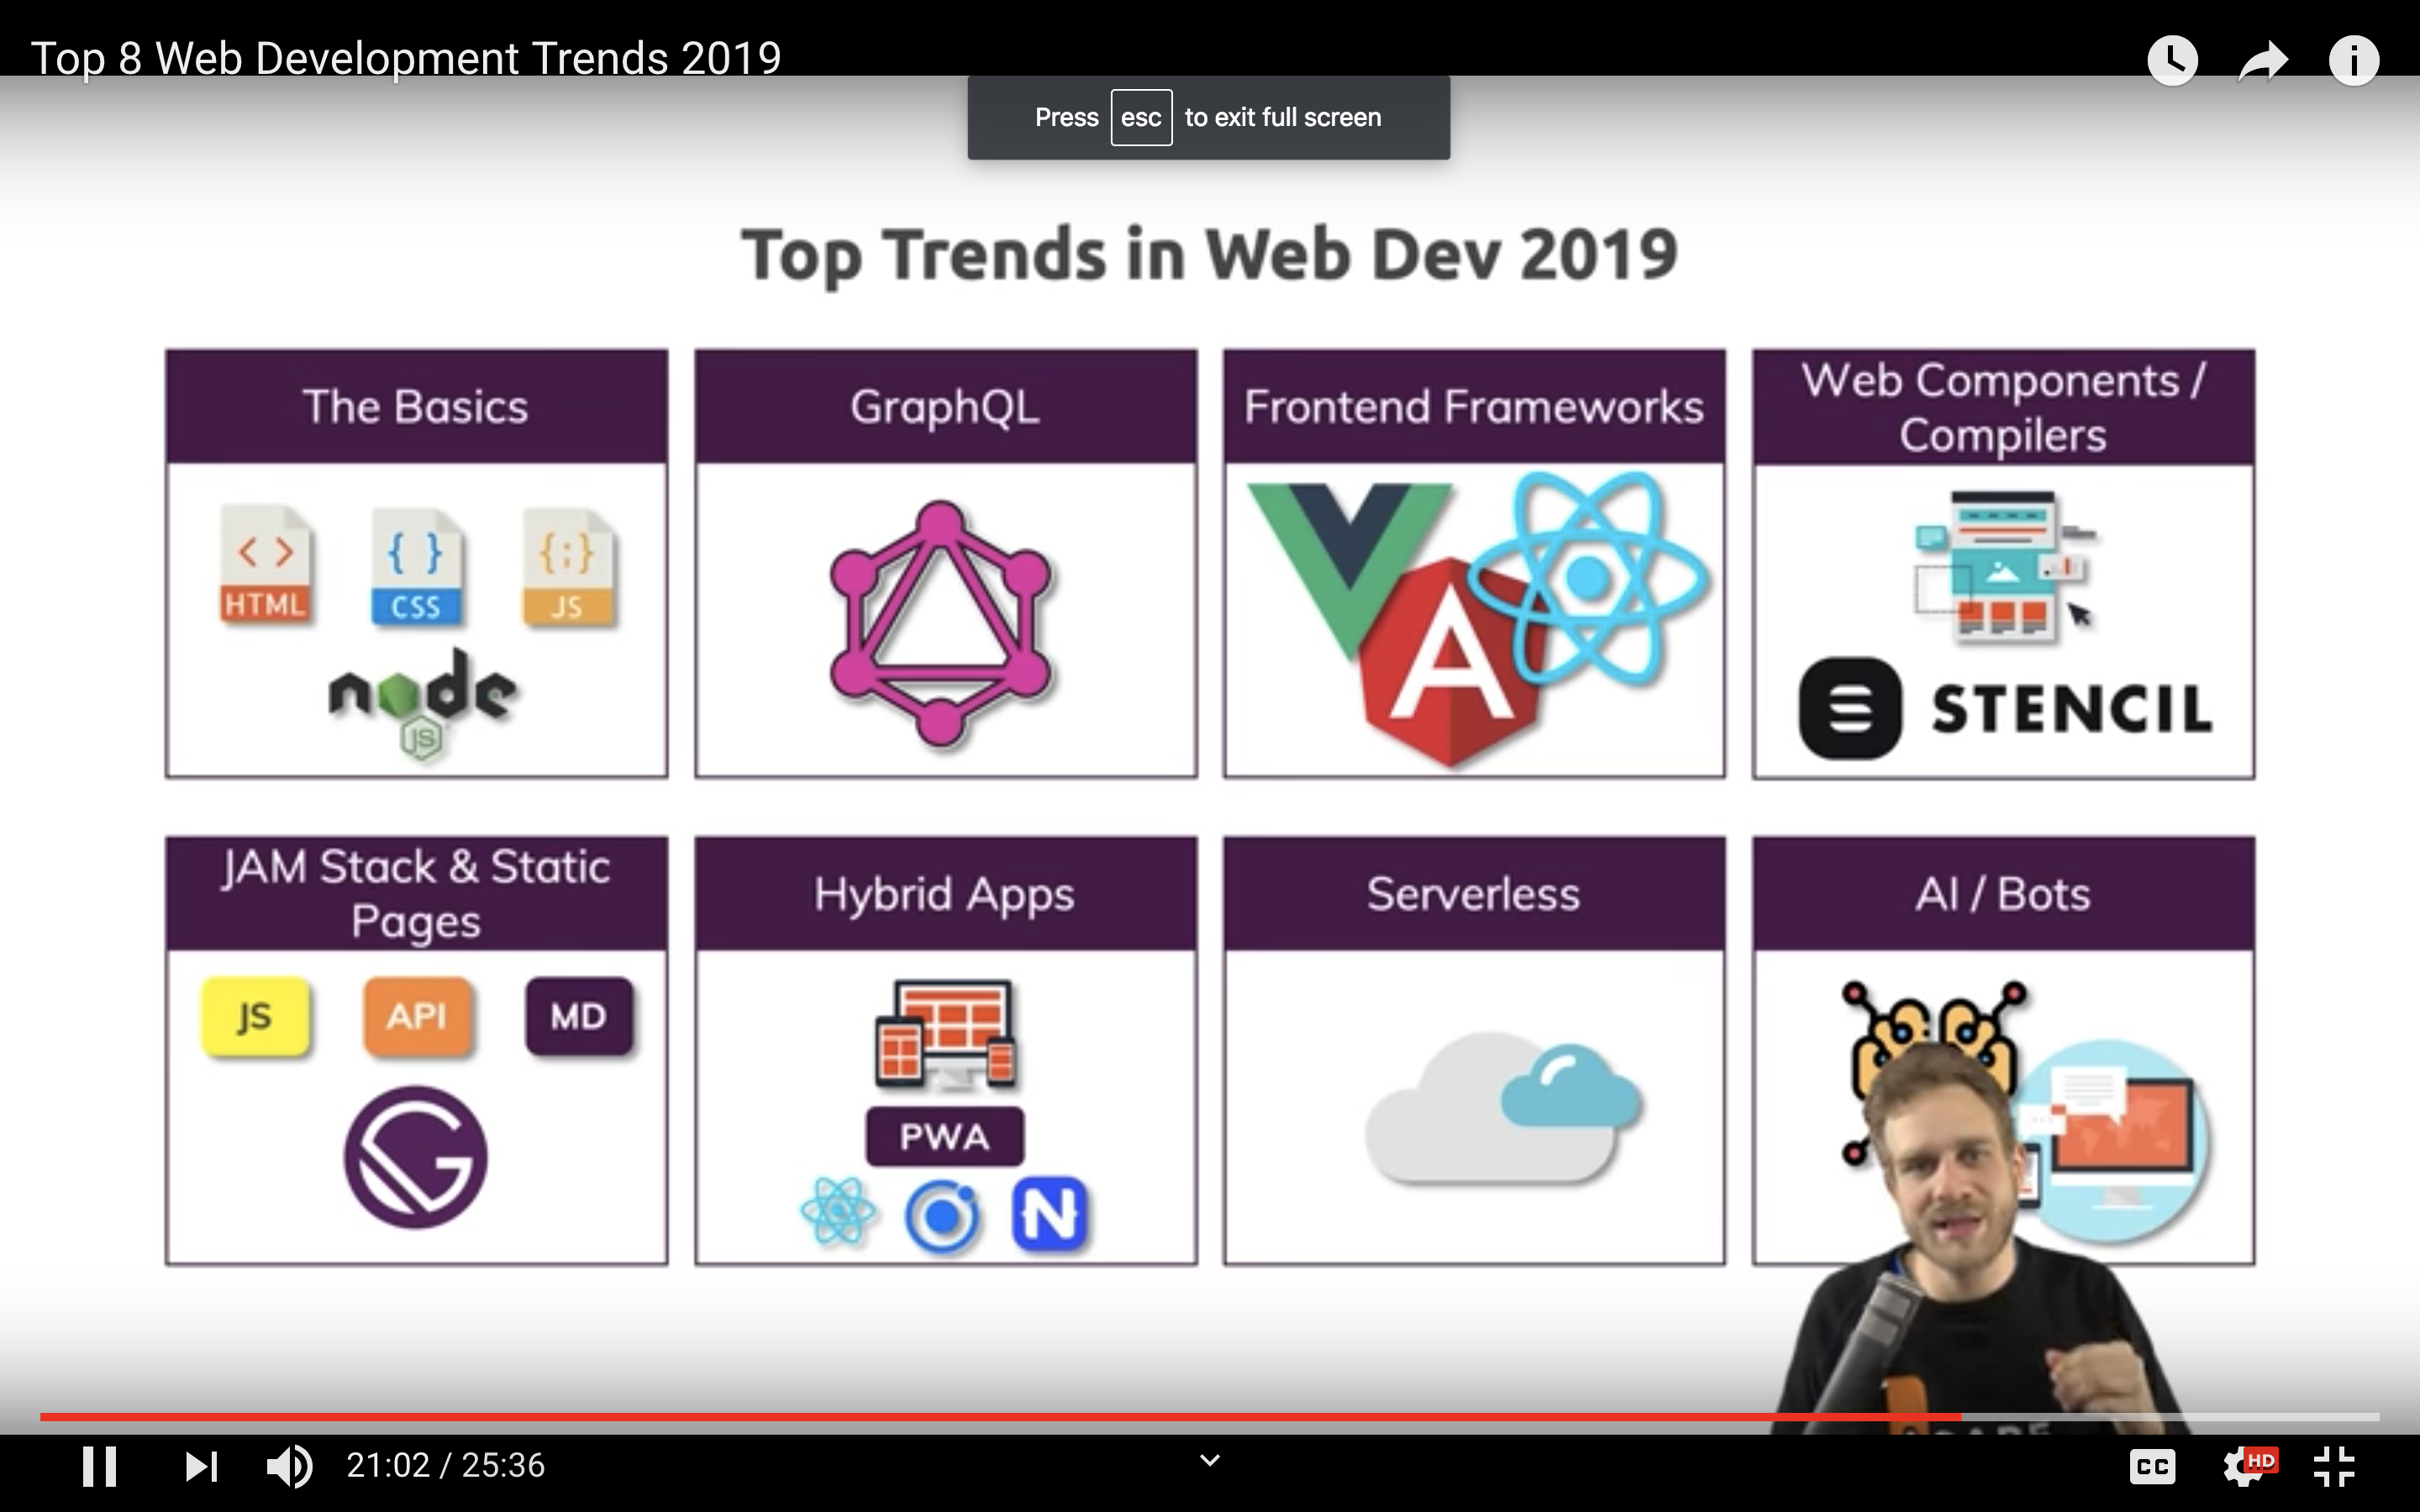 Top 8 Web Development Trends 2019
Press esc to exit full screen
Top Trends in Web Dev 2019
The Basics
HTML
CSS
JS
node
JS
GraphQL
Frontend Frameworks
A
Web Components /
Compilers
STENCIL
JAM Stack & Static
Pages
JS
API
MD
Hybrid Apps
PWA
N
Serverless
AI / Bots
21:02 / 25:36
CC
HD